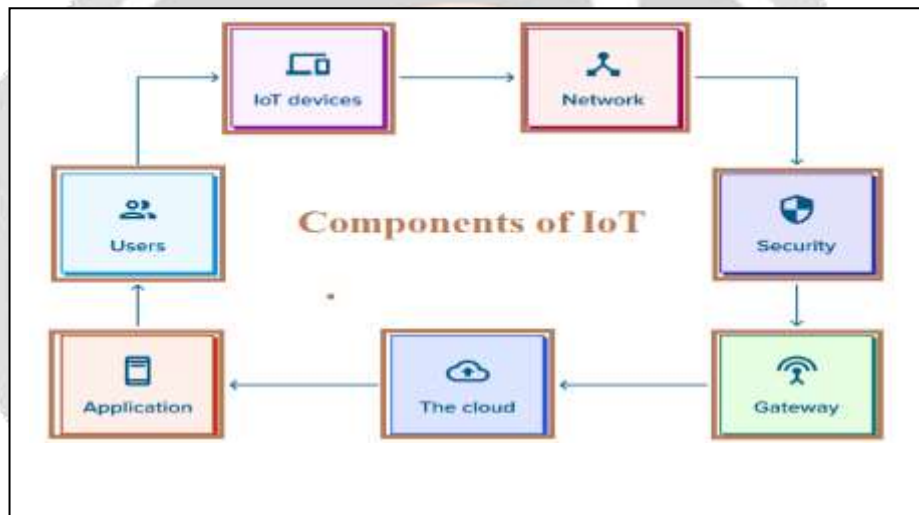 IoT devices
Network
Users
Components of IoT
Security
Application
The cloud
Gateway